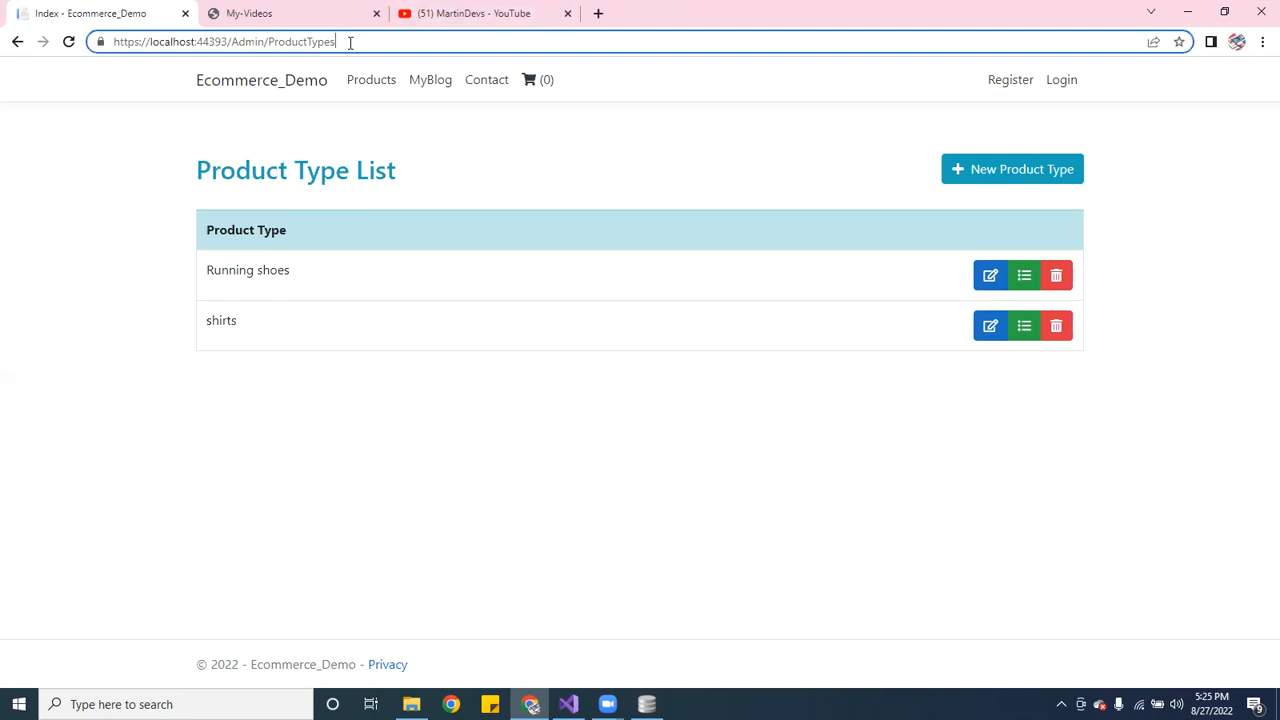 Index - Ecommerce_Demo
My-Videos
(51) MartinDevs - YouTube
https://localhost:44393/Admin/ProductTypes
Ecommerce_Demo
Products
MyBlog
Contact
(0)
Register
Login
Product Type List
New Product Type
Product Type
Running shoes
shirts
© 2022 - Ecommerce_Demo - Privacy
Type here to search
5:25 PM
8/27/2022
9